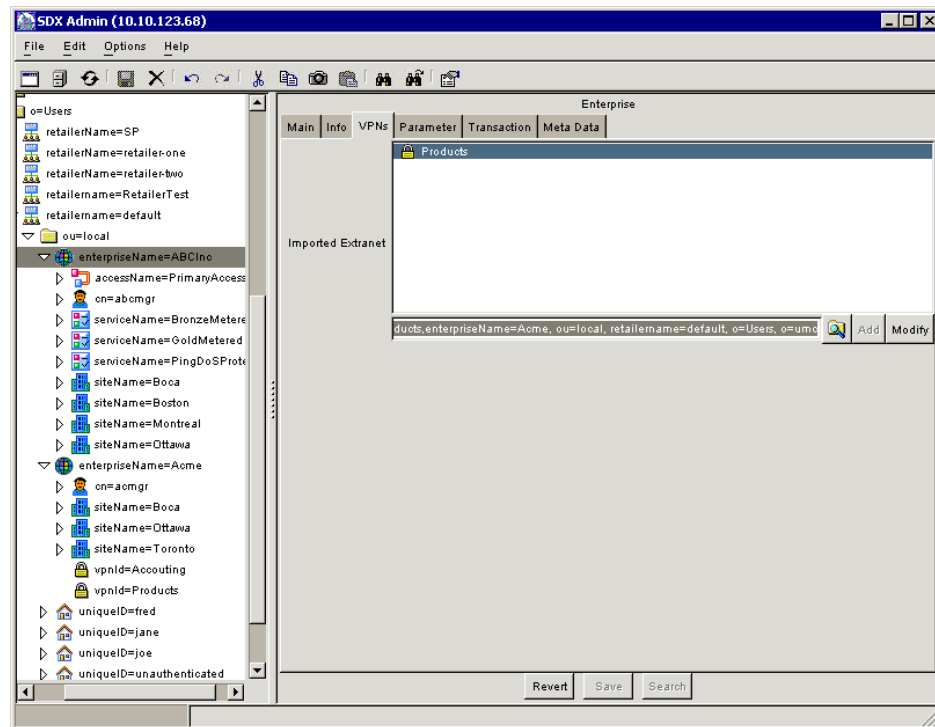 SDX Admin (10.10.123.68)
File Edit Options Help
o=Users
retailerName=SP
retailerName=retailer-one
retailerName=retailer-two
retailername=RetailerTest
retailername=default
ou=local
enterpriseName=ABCInc
accessName=PrimaryAccess
cn=abcmgr
serviceName=BronzeMetere
serviceName=GoldMetered
serviceName=PingDoSProte
siteName=Boca
siteName=Boston
siteName=Montreal
siteName=Ottawa
enterpriseName=Acme
cn=acmgr
siteName=Boca
siteName=Ottawa
siteName=Toronto
vpnId=Accouting
vpnId=Products
uniqueID=fred
uniqueID=jane
uniqueID=joe
uniqueID=unauthenticated
Enterprise
Main Info VPNs Parameter Transaction Meta Data
Products
Imported Extranet
ducts,enterpriseName=Acme, ou=local, retailername=default, o=Users, o=umc Add Modify
Revert Save Search